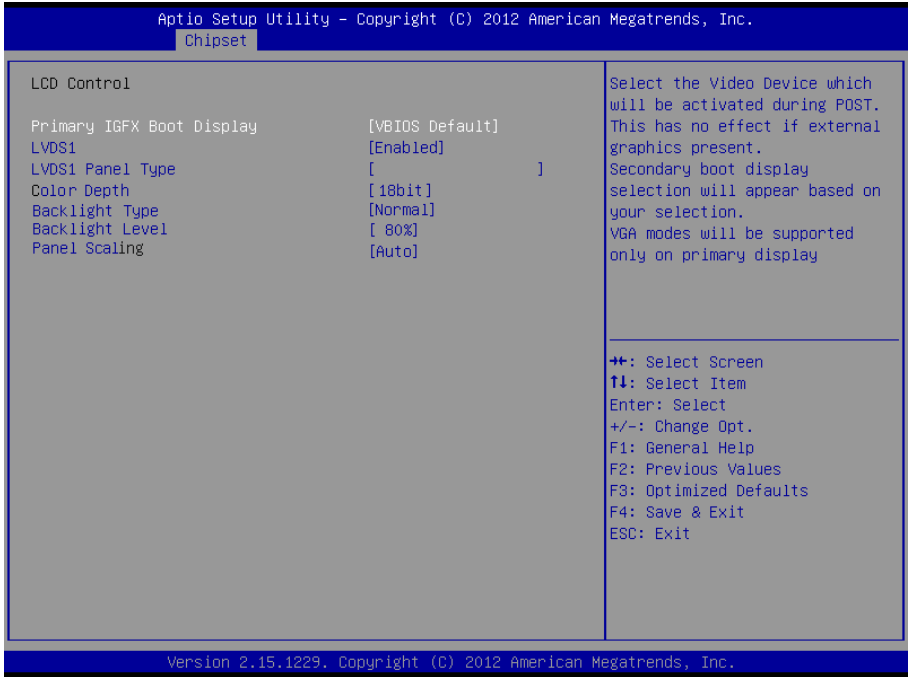 Aptio Setup Utility – Copyright (C) 2012 American Megatrends, Inc.
Chipset
LCD Control
Primary IGFX Boot Display [VBIOS Default]
LVDS1 [Enabled]
LVDS1 Panel Type [ ]
Color Depth [18bit]
Backlight Type [Normal]
Backlight Level [ 80%]
Panel Scaling [Auto]
Select the Video Device which
will be activated during POST.
This has no effect if external
graphics present.
Secondary boot display
selection will appear based on
your selection.
VGA modes will be supported
only on primary display
→←: Select Screen
↑↓: Select Item
Enter: Select
+/-: Change Opt.
F1: General Help
F2: Previous Values
F3: Optimized Defaults
F4: Save & Exit
ESC: Exit
Version 2.15.1229. Copyright (C) 2012 American Megatrends, Inc.